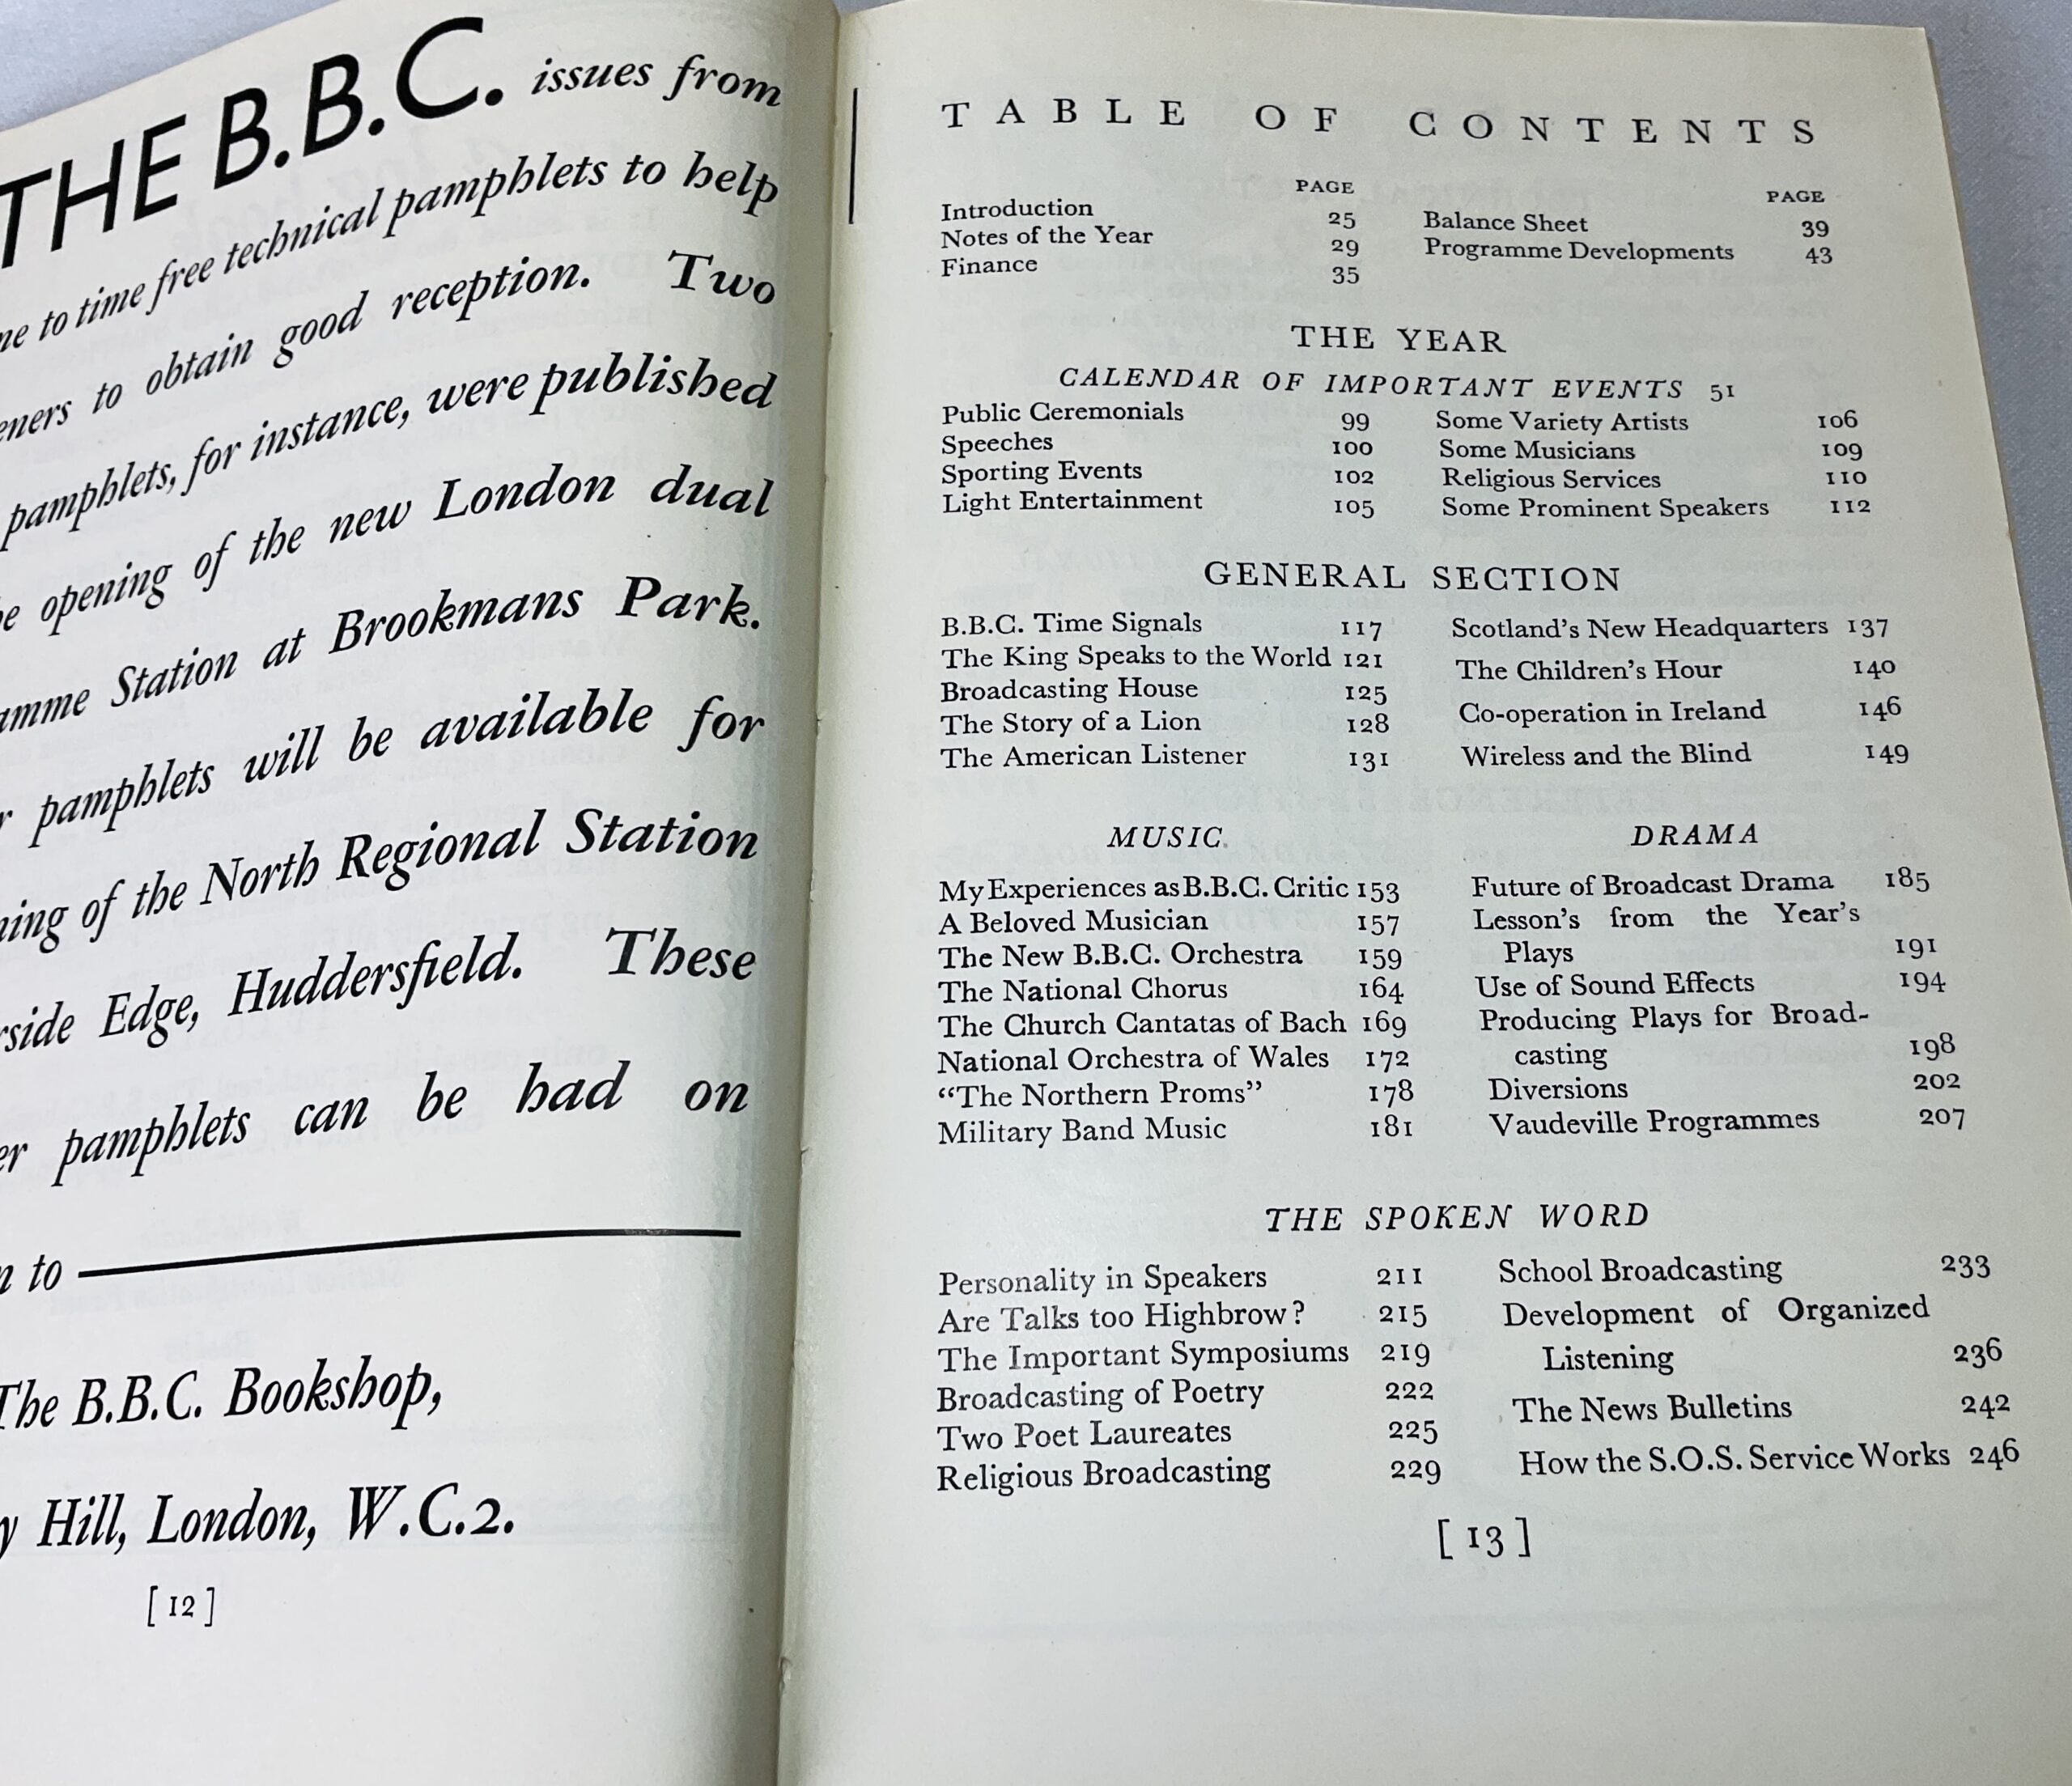 THE B.B.C. issues from
to time free technical pamphlets to help
to obtain good reception. Two
pamphlets, for instance, were published
opening of the new London dual
Station at Brookmans Park.
pamphlets will be available for
of the North Regional Station
Edge, Huddersfield. These
pamphlets can be had on
to
The B.B.C. Bookshop,
Hill, London, W.C.2.
[12]
TABLE OF CONTENTS
PAGE PAGE
Introduction 25 Balance Sheet 39
Notes of the Year 29 Programme Developments 43
Finance 35
THE YEAR
CALENDAR OF IMPORTANT EVENTS 51
Public Ceremonials 99 Some Variety Artists 106
Speeches 100 Some Musicians 109
Sporting Events 102 Religious Services 110
Light Entertainment 105 Some Prominent Speakers 112
GENERAL SECTION
B.B.C. Time Signals 117 Scotland's New Headquarters 137
The King Speaks to the World 121 The Children's Hour 140
Broadcasting House 125 Co-operation in Ireland 146
The Story of a Lion 128 Wireless and the Blind 149
The American Listener 131
MUSIC
My Experiences as B.B.C. Critic 153
A Beloved Musician 157
The New B.B.C. Orchestra 159
The National Chorus 164
The Church Cantatas of Bach 169
National Orchestra of Wales 172
"The Northern Proms" 178
Military Band Music 181
DRAMA
Future of Broadcast Drama 185
Lesson's from the Year's
Plays 191
Use of Sound Effects 194
Producing Plays for Broad-
casting 198
Diversions 202
Vaudeville Programmes 207
THE SPOKEN WORD
Personality in Speakers 211
Are Talks too Highbrow? 215
The Important Symposiums 219
Broadcasting of Poetry 222
Two Poet Laureates 225
Religious Broadcasting 229
School Broadcasting 233
Development of Organized
Listening 236
The News Bulletins 242
How the S.O.S. Service Works 246
[13]